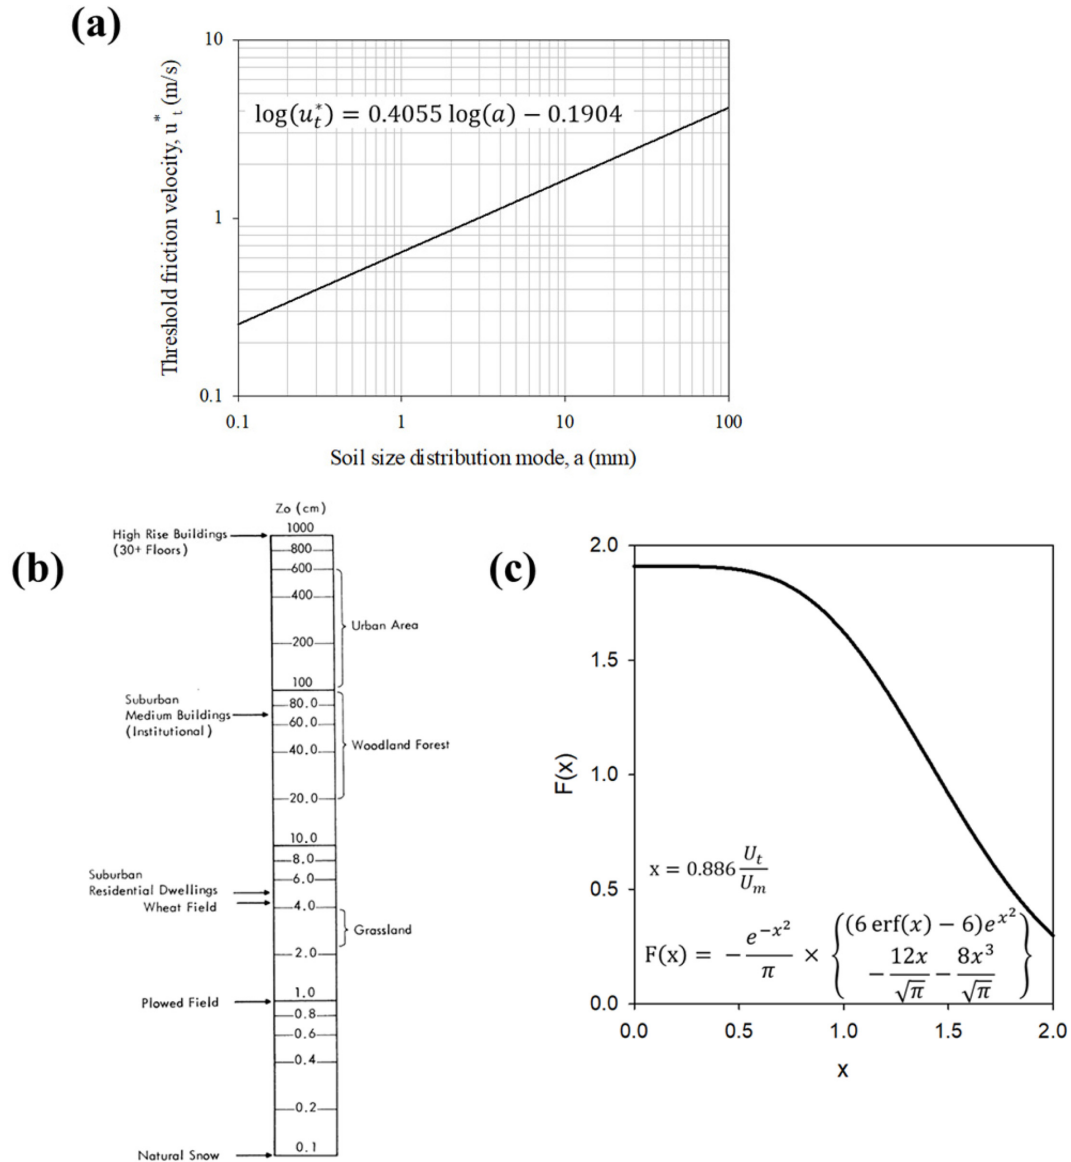 (a)
10
log(u*t) = 0.4055 log(a) − 0.1904
1
0.1
Threshold friction velocity, u*t (m/s)
0.1 1 10 100
Soil size distribution mode, a (mm)
(b)
Zo (cm)
1000
High Rise Buildings
(30+ Floors)
800
600
400
Urban Area
200
100
Suburban
Medium Buildings
(Institutional)
80.0
60.0
Woodland Forest
40.0
20.0
10.0
8.0
Suburban
Residential Dwellings
6.0
Wheat Field
4.0
Grassland
2.0
1.0
Plowed Field
0.8
0.6
0.4
0.2
0.1
Natural Snow
(c)
2.0
1.5
1.0
0.5
0.0
F(x)
x = 0.886 Ut/Um
F(x) = − e^−x²/π × {(6 erf(x) − 6)e^x² − 12x/√π − 8x³/√π}
0.0 0.5 1.0 1.5 2.0
x